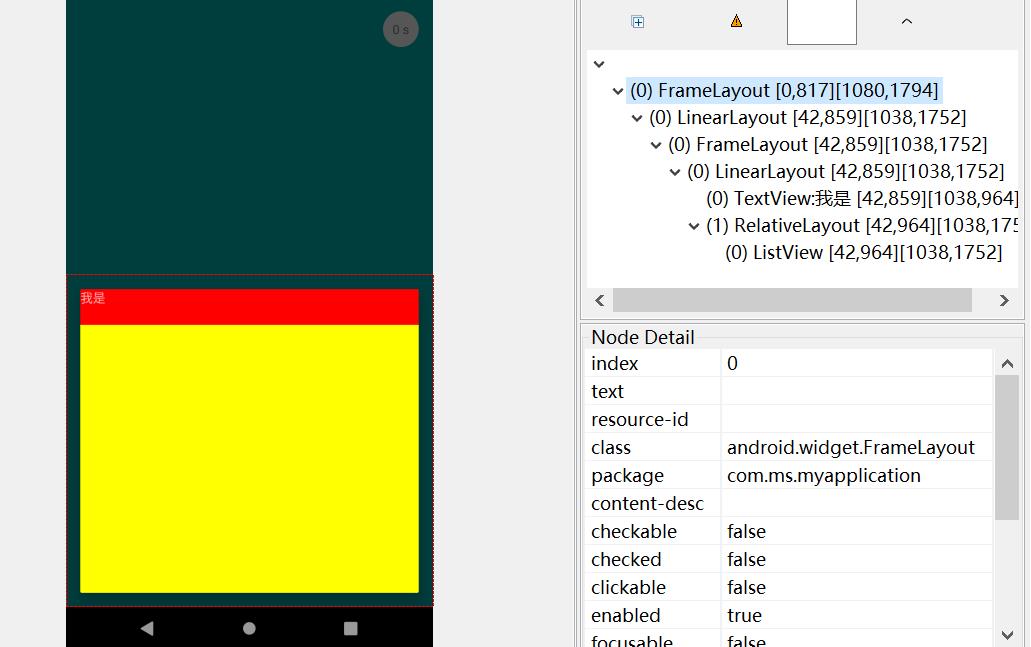 0 s
我是
(0) FrameLayout [0,817][1080,1794]
(0) LinearLayout [42,859][1038,1752]
(0) FrameLayout [42,859][1038,1752]
(0) LinearLayout [42,859][1038,1752]
(0) TextView:我是 [42,859][1038,964]
(1) RelativeLayout [42,964][1038,175
(0) ListView [42,964][1038,1752]
Node Detail
index 0
text
resource-id
class android.widget.FrameLayout
package com.ms.myapplication
content-desc
checkable false
checked false
clickable false
enabled true
focusable false